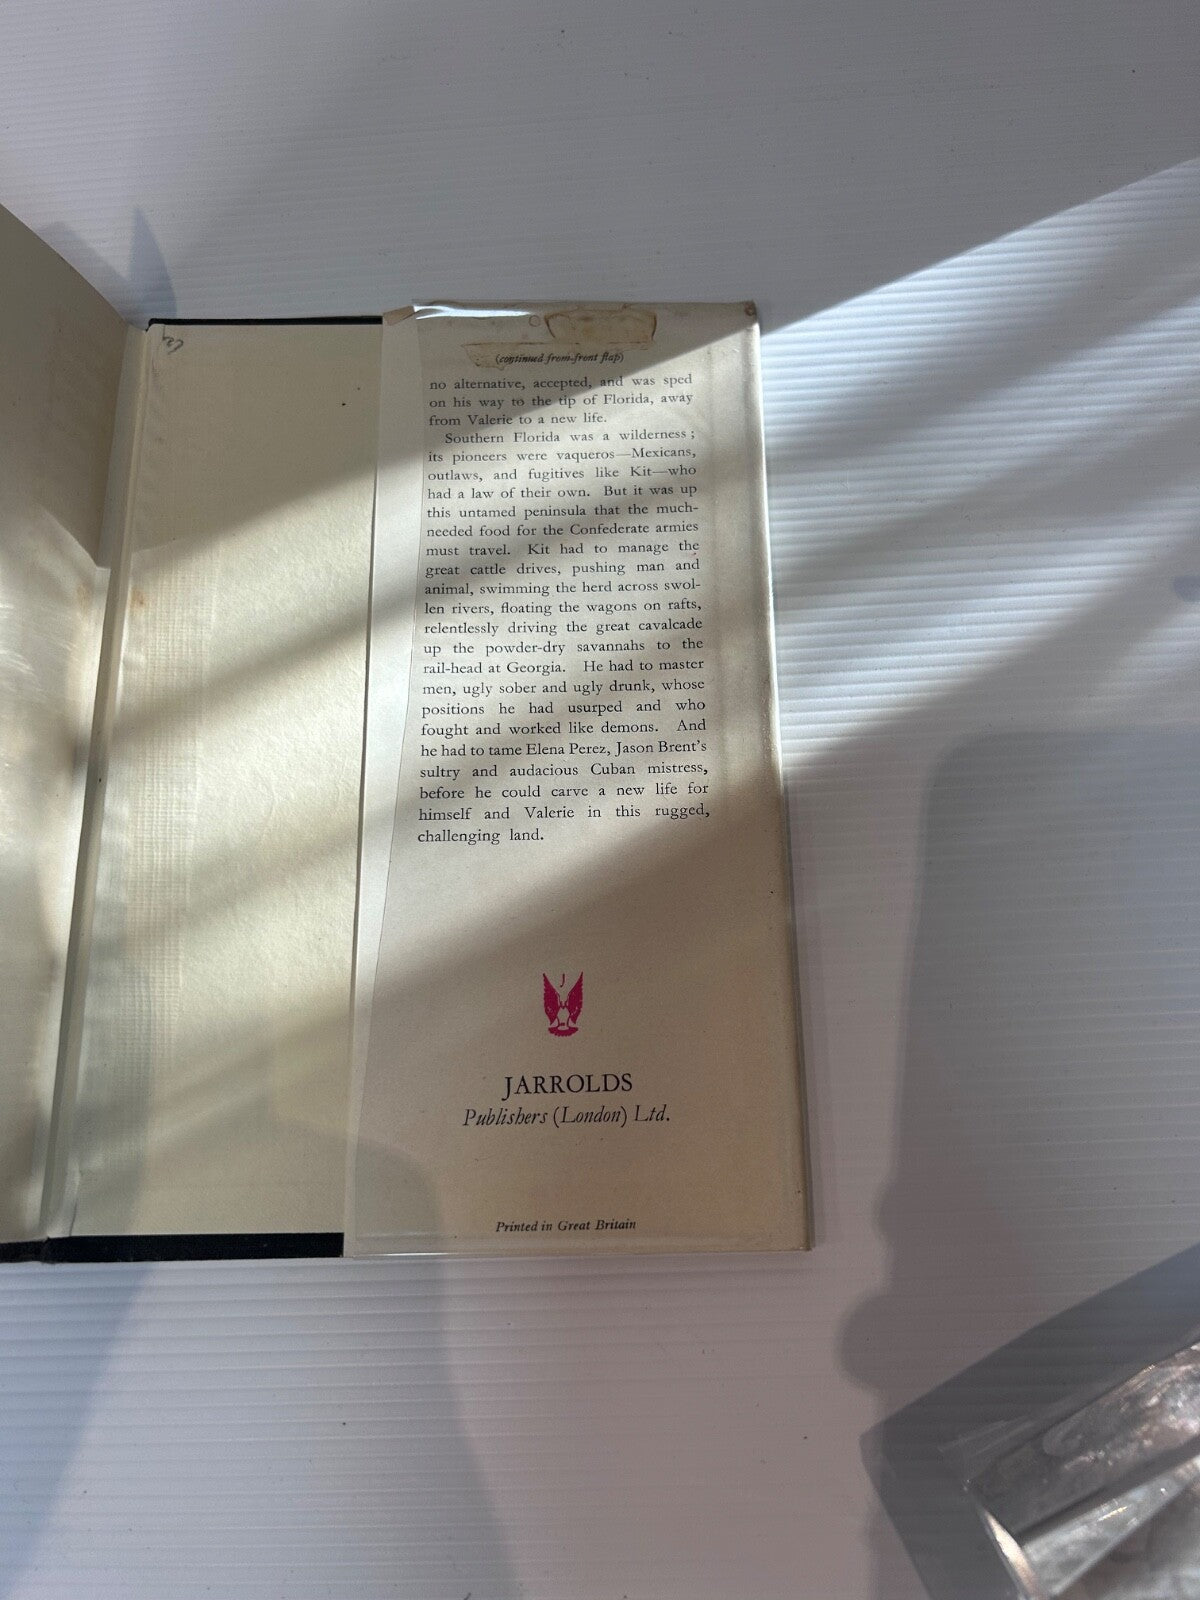 (continued from front flap)
no alternative, accepted, and was sped
on his way to the tip of Florida, away
from Valerie to a new life.
Southern Florida was a wilderness;
its pioneers were vaqueros—Mexicans,
outlaws, and fugitives like Kit—who
had a law of their own. But it was up
this untamed peninsula that the much-
needed food for the Confederate armies
must travel. Kit had to manage the
great cattle drives, pushing man and
animal, swimming the herd across swol-
len rivers, floating the wagons on rafts,
relentlessly driving the great cavalcade
up the powder-dry savannahs to the
rail-head at Georgia. He had to master
men, ugly sober and ugly drunk, whose
positions he had usurped and who
fought and worked like demons. And
he had to tame Elena Perez, Jason Brent's
sultry and audacious Cuban mistress,
before he could carve a new life for
himself and Valerie in this rugged,
challenging land.
J
JARROLDS
Publishers (London) Ltd.
Printed in Great Britain